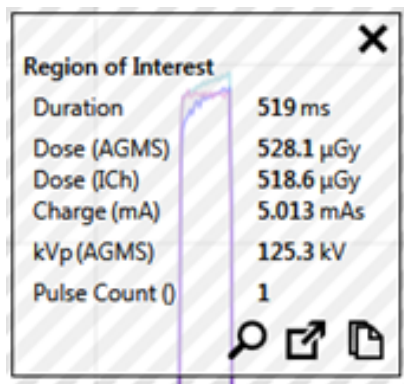 Region of Interest
Duration 519 ms
Dose (AGMS) 528.1 µGy
Dose (ICh) 518.6 µGy
Charge (mA) 5.013 mAs
kVp (AGMS) 125.3 kV
Pulse Count () 1